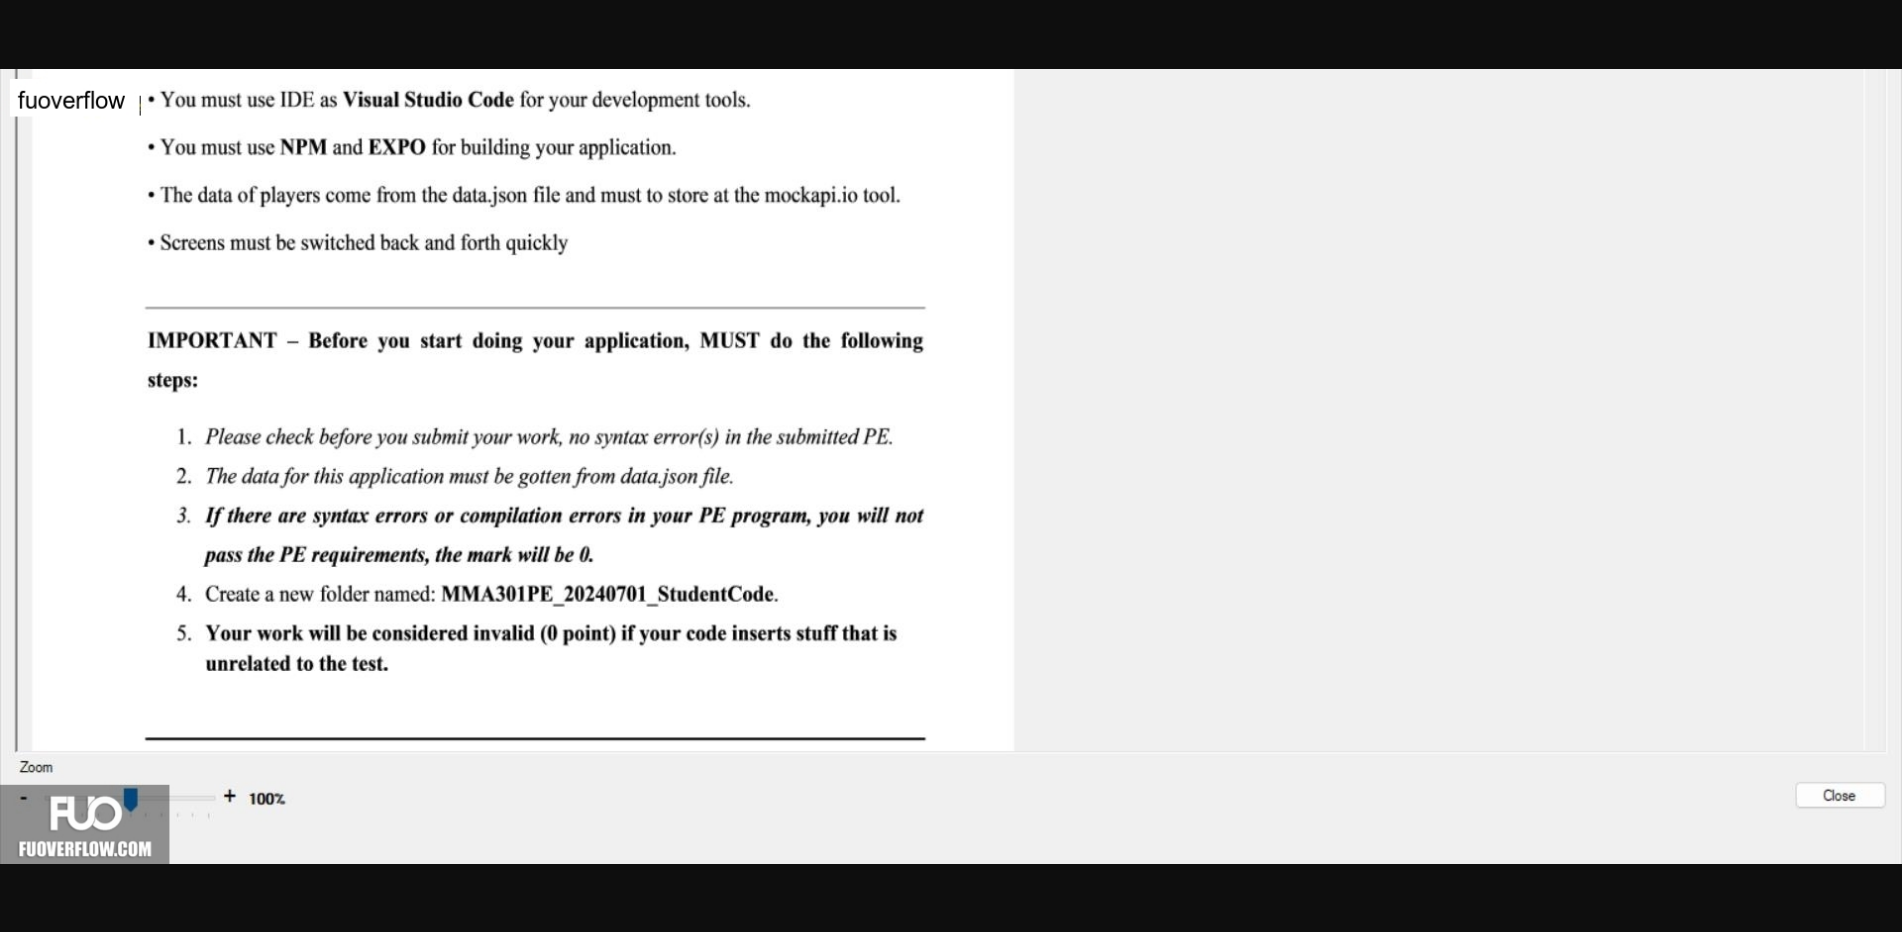 fuoverflow
• You must use IDE as Visual Studio Code for your development tools.
• You must use NPM and EXPO for building your application.
• The data of players come from the data.json file and must to store at the mockapi.io tool.
• Screens must be switched back and forth quickly
IMPORTANT – Before you start doing your application, MUST do the following
steps:
1. Please check before you submit your work, no syntax error(s) in the submitted PE.
2. The data for this application must be gotten from data.json file.
3. If there are syntax errors or compilation errors in your PE program, you will not
pass the PE requirements, the mark will be 0.
4. Create a new folder named: MMA301PE_20240701_StudentCode.
5. Your work will be considered invalid (0 point) if your code inserts stuff that is
unrelated to the test.
Zoom
- + 100%
Close
FUO
FUOVERFLOW.COM